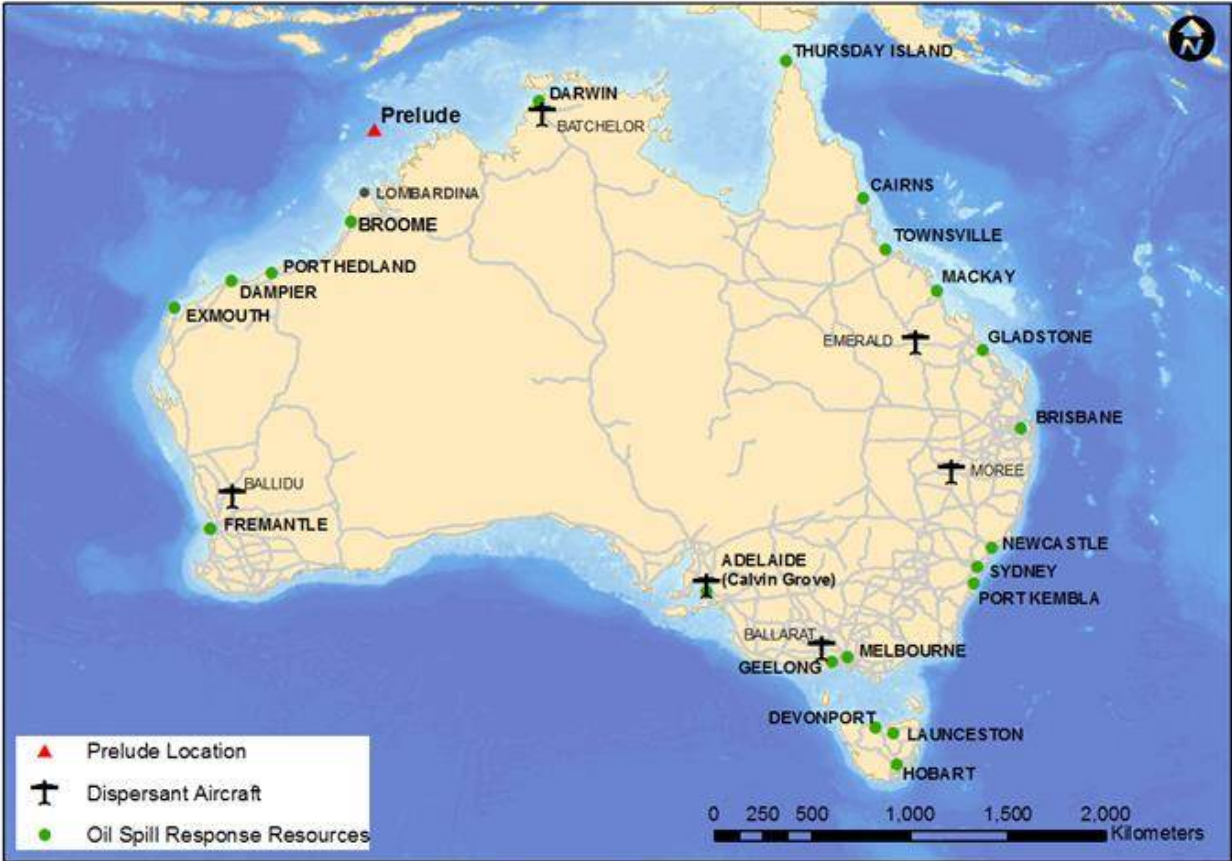 N
THURSDAY ISLAND
DARWIN
Prelude
BATCHELOR
LOMBARDINA
CAIRNS
BROOME
TOWNSVILLE
PORT HEDLAND
DAMPIER
MACKAY
EXMOUTH
EMERALD
GLADSTONE
BRISBANE
MOREE
BALLIDU
FREMANTLE
NEWCASTLE
ADELAIDE
(Calvin Grove)
SYDNEY
PORT KEMBLA
BALLARAT
MELBOURNE
GEELONG
DEVONPORT
LAUNCESTON
HOBART
Prelude Location
Dispersant Aircraft
Oil Spill Response Resources
0 250 500 1,000 1,500 2,000
Kilometers